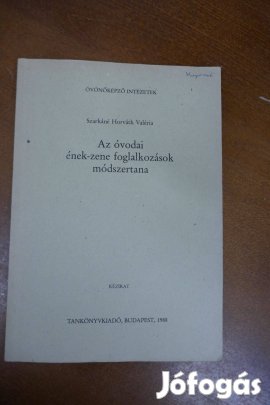 ÓVÓNŐKÉPZŐ INTÉZETEK
Szarkáné Horváth Valéria
Az óvodai
ének-zene foglalkozások
módszertana
KÉZIRAT
TANKÖNYVKIADÓ, BUDAPEST, 1988
Jófogás